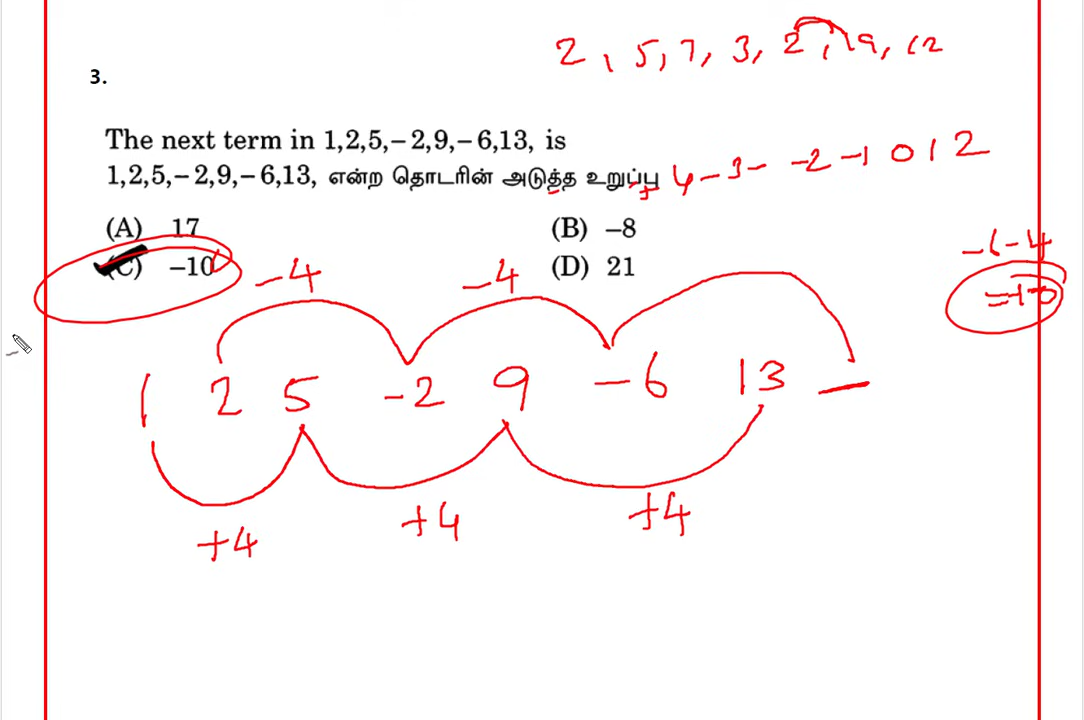 2, 5, 7, 3, 2, 19, 12
3.
The next term in 1,2,5,−2,9,−6,13, is
1,2,5,−2,9,−6,13, என்ற தொடரின் அடுத்த உறுப்பு
4 -3 -2 -1 0 1 2
(A) 17 (B) −8
(C) −10 (D) 21
-6-4
=-10
-4 -4
1 2 5 -2 9 -6 13 _
+4 +4 +4